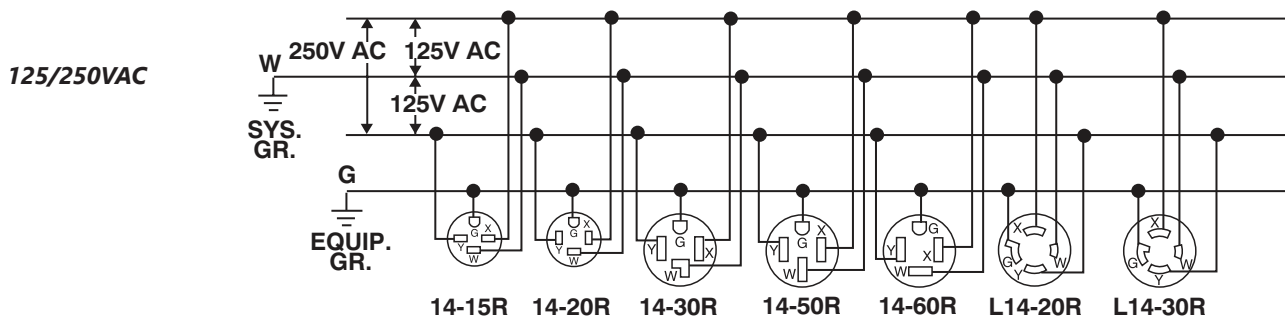 125/250VAC
W
250V AC
125V AC
125V AC
SYS.
GR.
G
EQUIP.
GR.
G
Y
X
W
G
Y
X
W
G
Y
X
W
G
Y
X
W
G
Y
X
W
X
G
W
Y
X
G
W
Y
14-15R 14-20R 14-30R 14-50R 14-60R L14-20R L14-30R